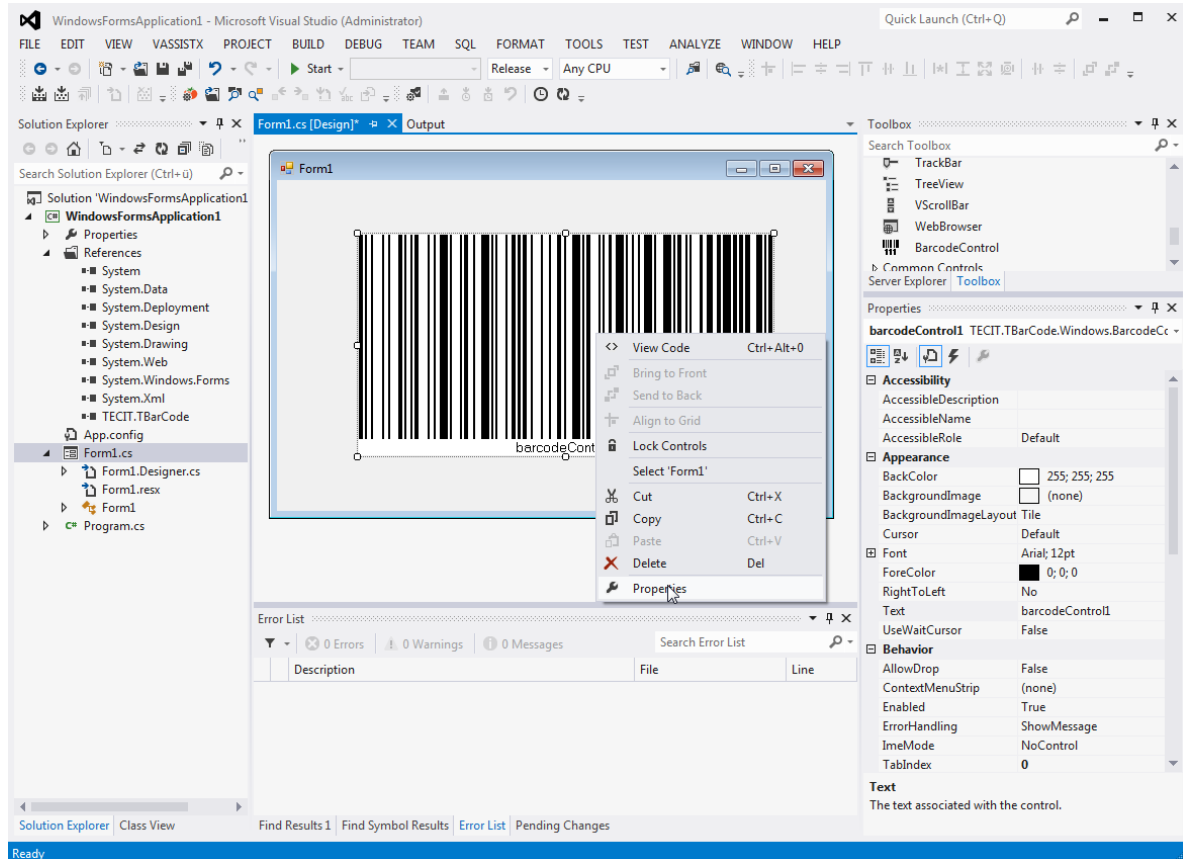 WindowsFormsApplication1 - Microsoft Visual Studio (Administrator)
Quick Launch (Ctrl+Q)
FILE EDIT VIEW VASSISTX PROJECT BUILD DEBUG TEAM SQL FORMAT TOOLS TEST ANALYZE WINDOW HELP
Start Release Any CPU
Solution Explorer
Search Solution Explorer (Ctrl+ü)
Solution 'WindowsFormsApplication1
C# WindowsFormsApplication1
Properties
References
System
System.Data
System.Deployment
System.Design
System.Drawing
System.Web
System.Windows.Forms
System.Xml
TECIT.TBarCode
App.config
Form1.cs
Form1.Designer.cs
Form1.resx
Form1
C# Program.cs
Solution Explorer Class View
Form1.cs [Design]* Output
Form1
barcodeCont
View Code Ctrl+Alt+0
Bring to Front
Send to Back
Align to Grid
Lock Controls
Select 'Form1'
Cut Ctrl+X
Copy Ctrl+C
Paste Ctrl+V
Delete Del
Properties
Error List
0 Errors 0 Warnings 0 Messages Search Error List
Description File Line
Find Results 1 Find Symbol Results Error List Pending Changes
Toolbox
Search Toolbox
TrackBar
TreeView
VScrollBar
WebBrowser
BarcodeControl
Common Controls
Server Explorer Toolbox
Properties
barcodeControl1 TECIT.TBarCode.Windows.BarcodeCc
Accessibility
AccessibleDescription
AccessibleName
AccessibleRole Default
Appearance
BackColor 255; 255; 255
BackgroundImage (none)
BackgroundImageLayout Tile
Cursor Default
Font Arial; 12pt
ForeColor 0; 0; 0
RightToLeft No
Text barcodeControl1
UseWaitCursor False
Behavior
AllowDrop False
ContextMenuStrip (none)
Enabled True
ErrorHandling ShowMessage
ImeMode NoControl
TabIndex 0
Text
The text associated with the control.
Ready